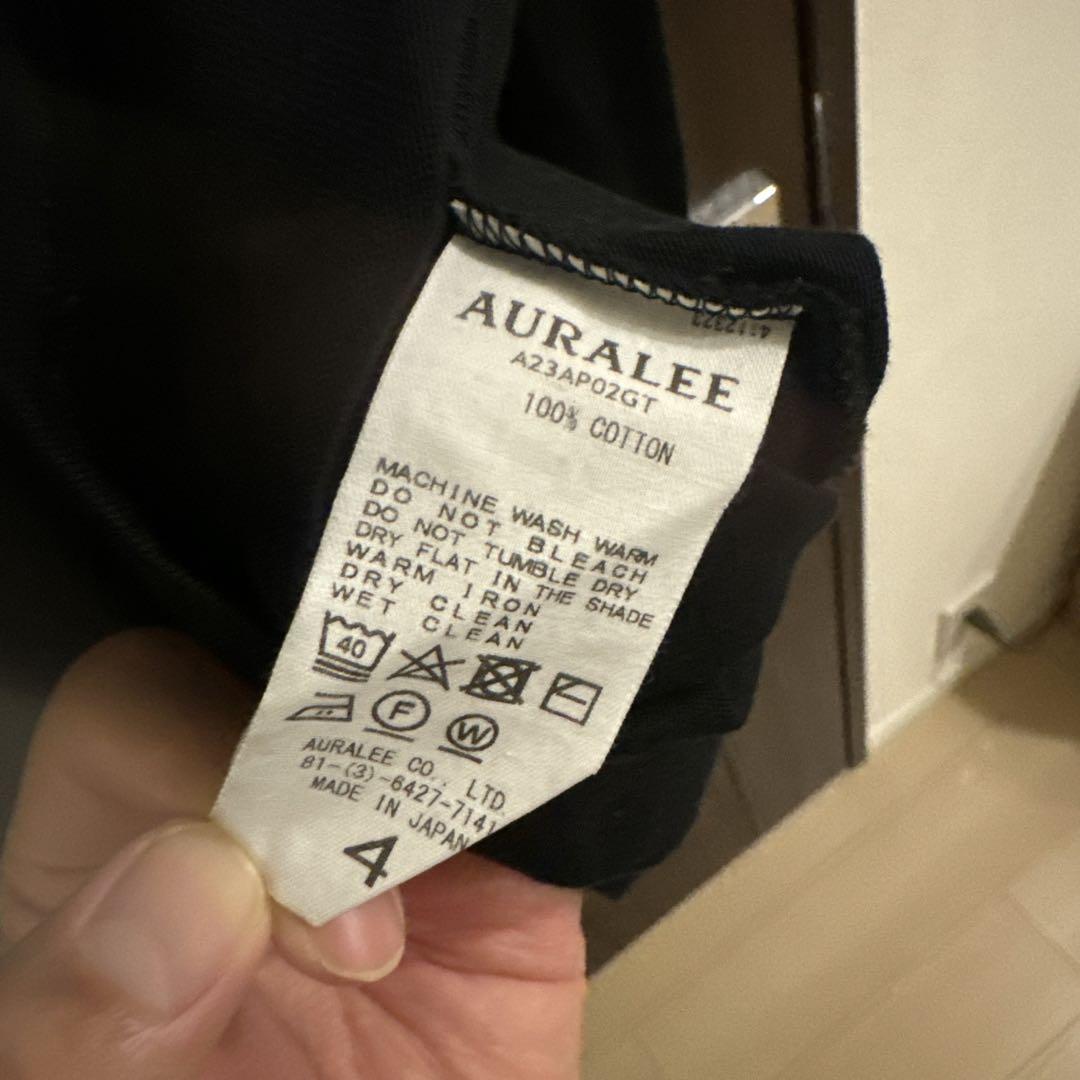 AURALEE
A23AP02GT
100% COTTON
MACHINE WASH WARM
DO NOT BLEACH
DO NOT TUMBLE DRY
DRY FLAT IN THE SHADE
WARM IRON
DRY CLEAN
WET CLEAN
40
F W
AURALEE CO., LTD.
81-(3)-6427-7141
MADE IN JAPAN
4